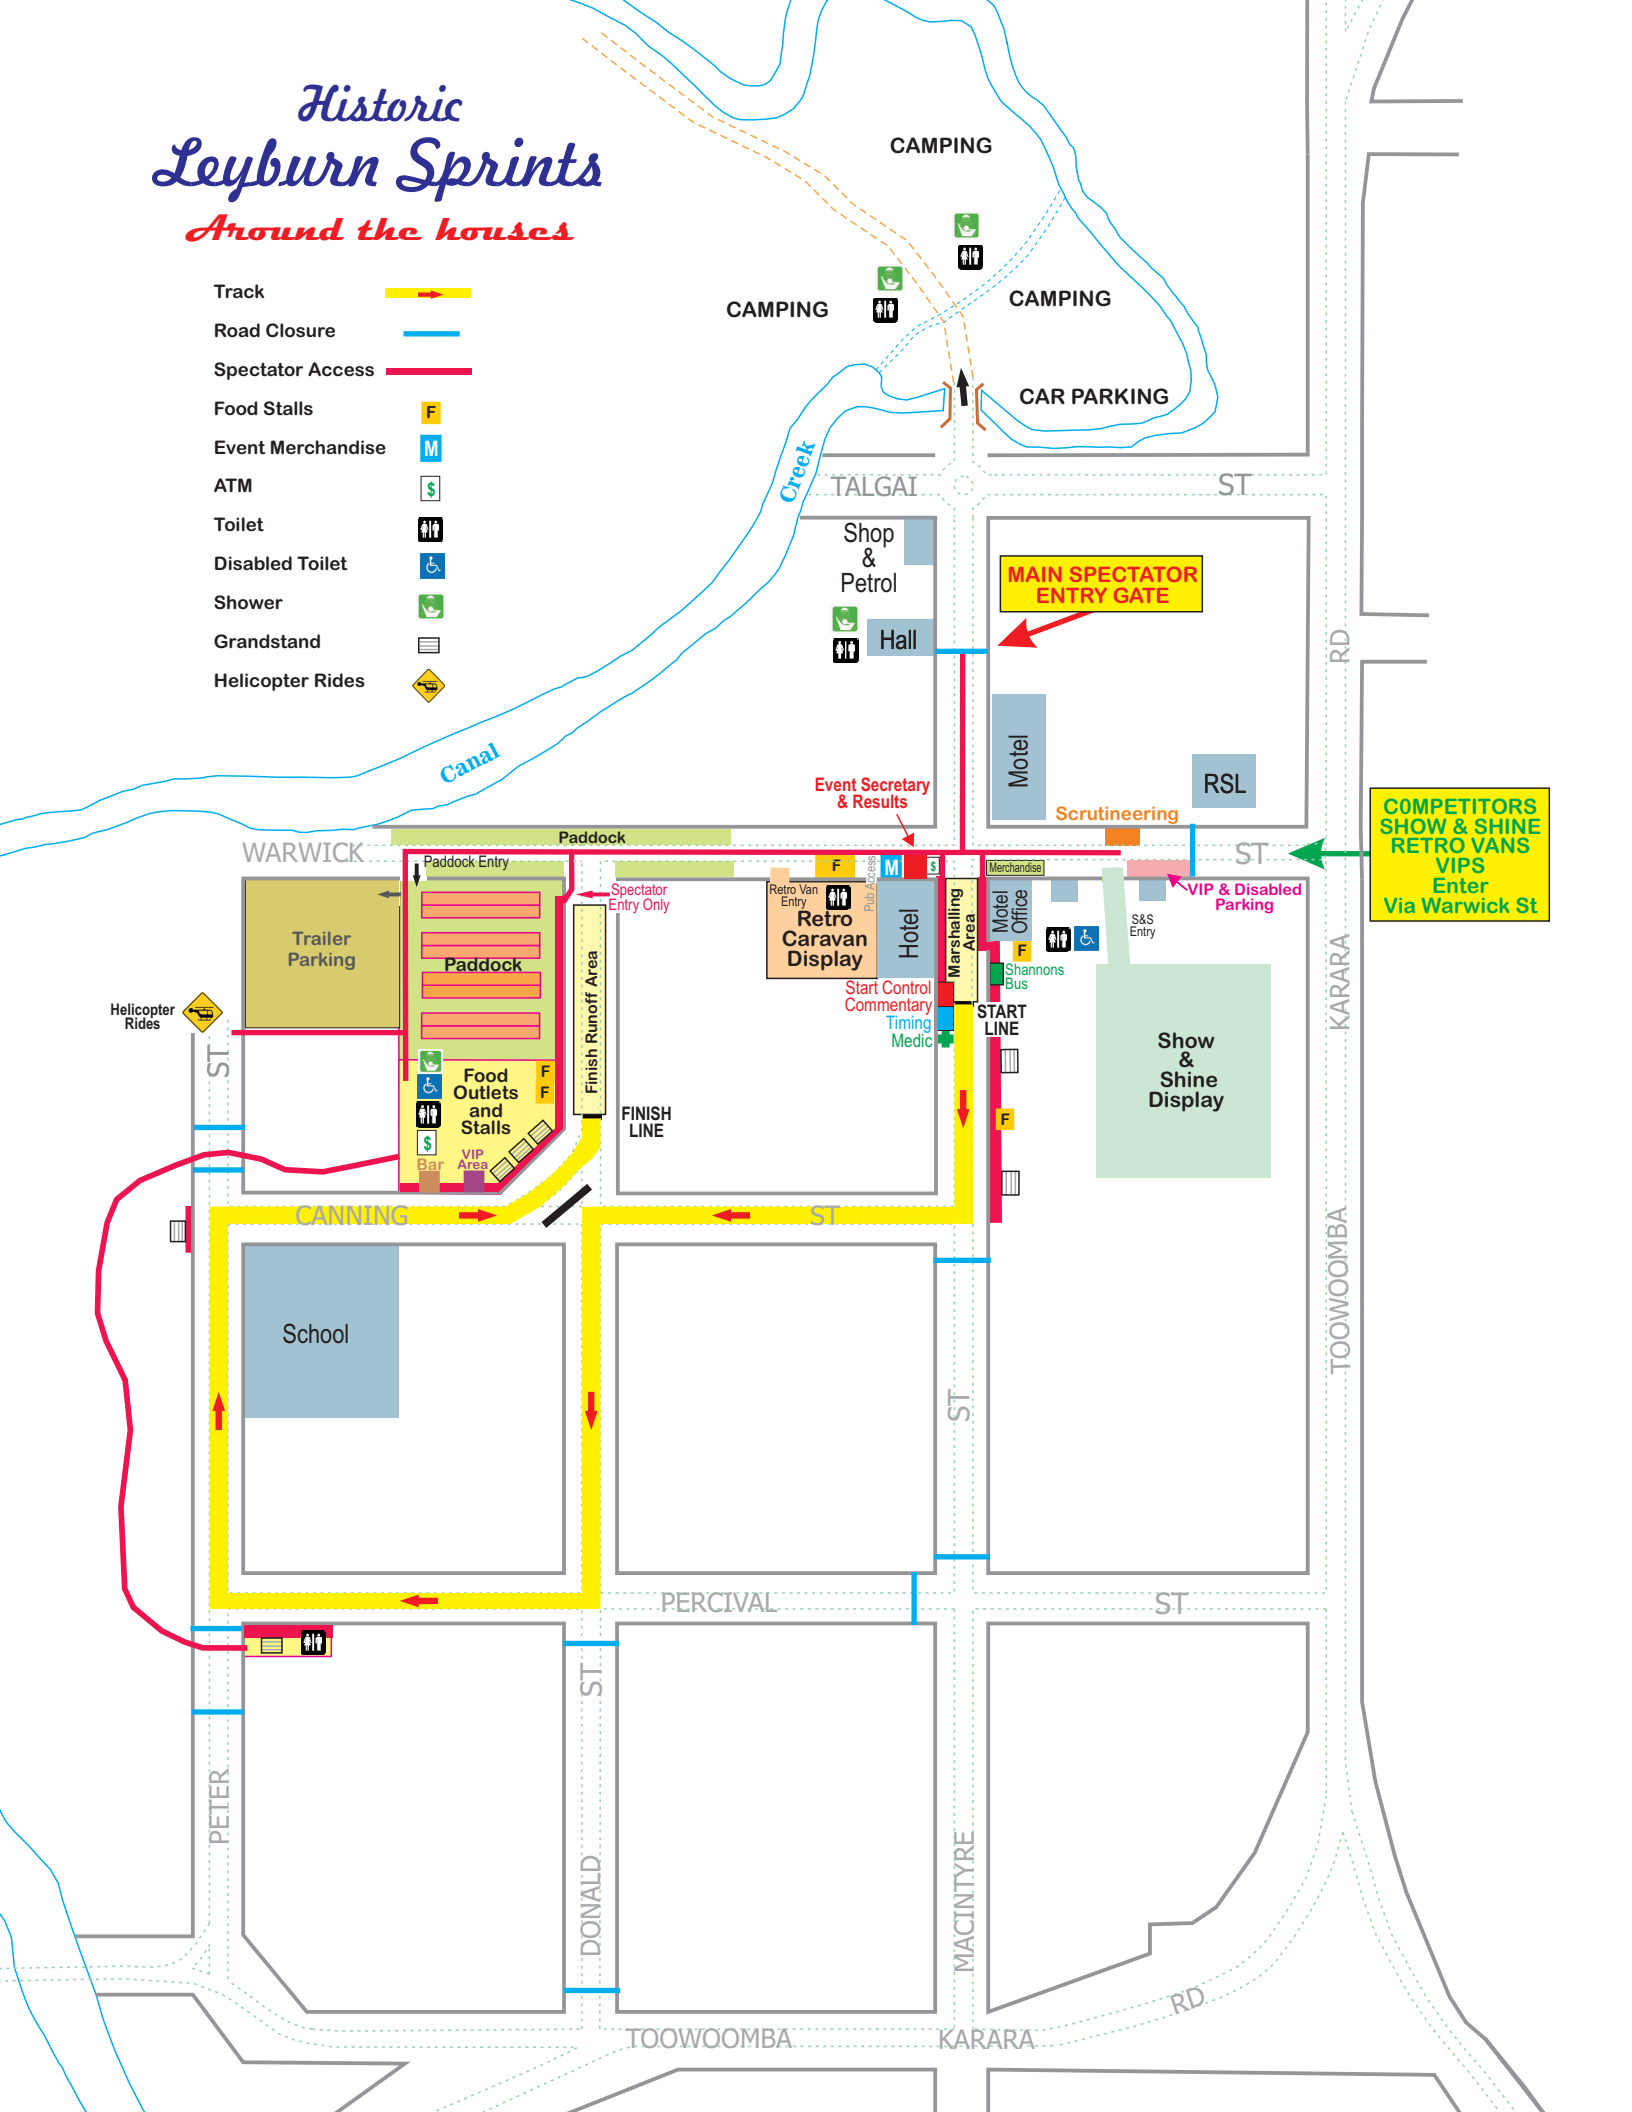 Historic
Leyburn Sprints
Around the houses
Track
Road Closure
Spectator Access
Food Stalls
F
Event Merchandise
M
ATM
$
Toilet
Disabled Toilet
Shower
Grandstand
Helicopter Rides
CAMPING
CAMPING
CAMPING
CAR PARKING
Creek
TALGAI
ST
Shop
&
Petrol
MAIN SPECTATOR
ENTRY GATE
Hall
RD
Motel
RSL
Canal
Event Secretary
& Results
Scrutineering
C0MPETITORS
SHOW & SHINE
RETRO VANS
VIPS
Enter
Via Warwick St
Paddock
WARWICK
ST
Paddock Entry
F
Pub Access
M
$
Merchandise
VIP & Disabled
Parking
Spectator
Entry Only
Retro Van
Entry
Retro
Caravan
Display
Hotel
Marshalling
Area
Motel
Office
S&S
Entry
F
Trailer
Parking
Paddock
Finish Runoff Area
Shannons
Bus
Start Control
Commentary
Timing
Medic
START
LINE
KARARA
Helicopter
Rides
ST
Show
&
Shine
Display
Food
Outlets
and
Stalls
F
F
$
Bar
VIP
Area
FINISH
LINE
F
CANNING
ST
TOOWOOMBA
School
ST
PERCIVAL
ST
ST
PETER
DONALD
MACINTYRE
RD
TOOWOOMBA
KARARA